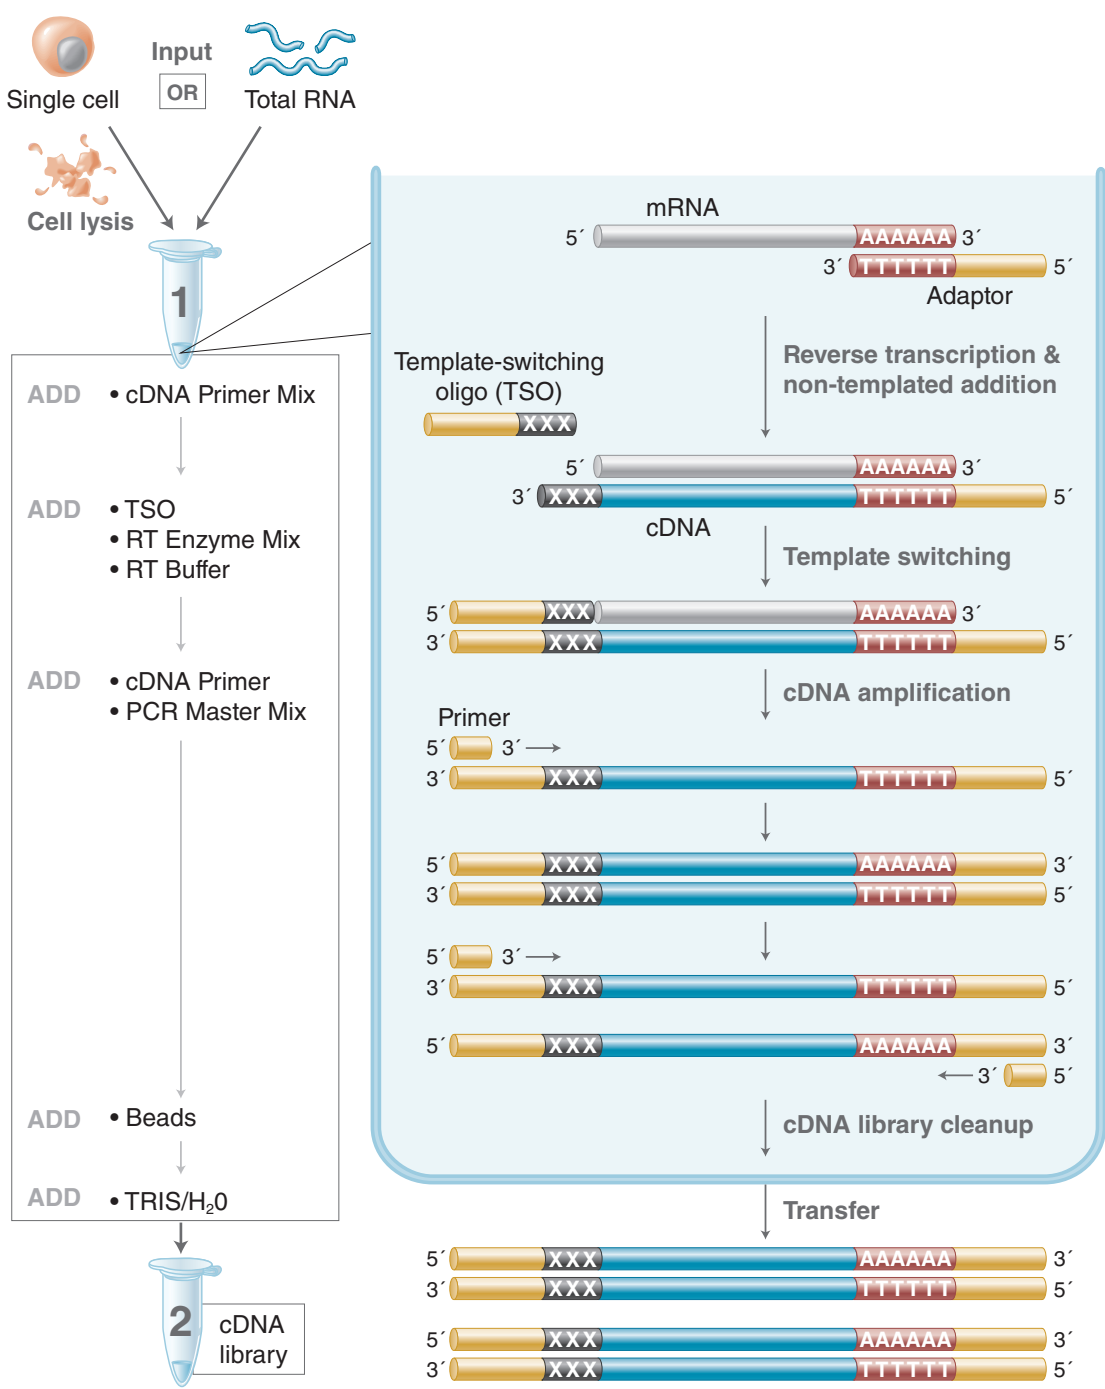 Input
OR
Single cell
Total RNA
Cell lysis
1
ADD • cDNA Primer Mix
ADD • TSO
• RT Enzyme Mix
• RT Buffer
ADD • cDNA Primer
• PCR Master Mix
ADD • Beads
ADD • TRIS/H₂0
2
cDNA
library
mRNA
5´ AAAAAA 3´
3´ TTTTTT 5´
Adaptor
Reverse transcription &
non-templated addition
Template-switching
oligo (TSO)
XXX
5´ AAAAAA 3´
3´ XXX TTTTTT 5´
cDNA
Template switching
5´ XXX AAAAAA 3´
3´ XXX TTTTTT 5´
cDNA amplification
Primer
5´ 3´
3´ XXX TTTTTT 5´
5´ XXX AAAAAA 3´
3´ XXX TTTTTT 5´
5´ 3´
3´ XXX TTTTTT 5´
5´ XXX AAAAAA 3´
3´ 5´
cDNA library cleanup
Transfer
5´ XXX AAAAAA 3´
3´ XXX TTTTTT 5´
5´ XXX AAAAAA 3´
3´ XXX TTTTTT 5´